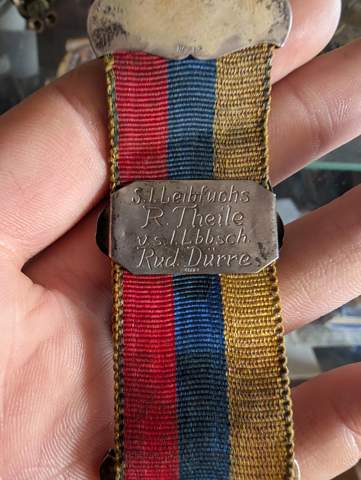 S. l. Leibfuchs
R. Theile
v. s. l. Lbbsch
Rud. Dürre